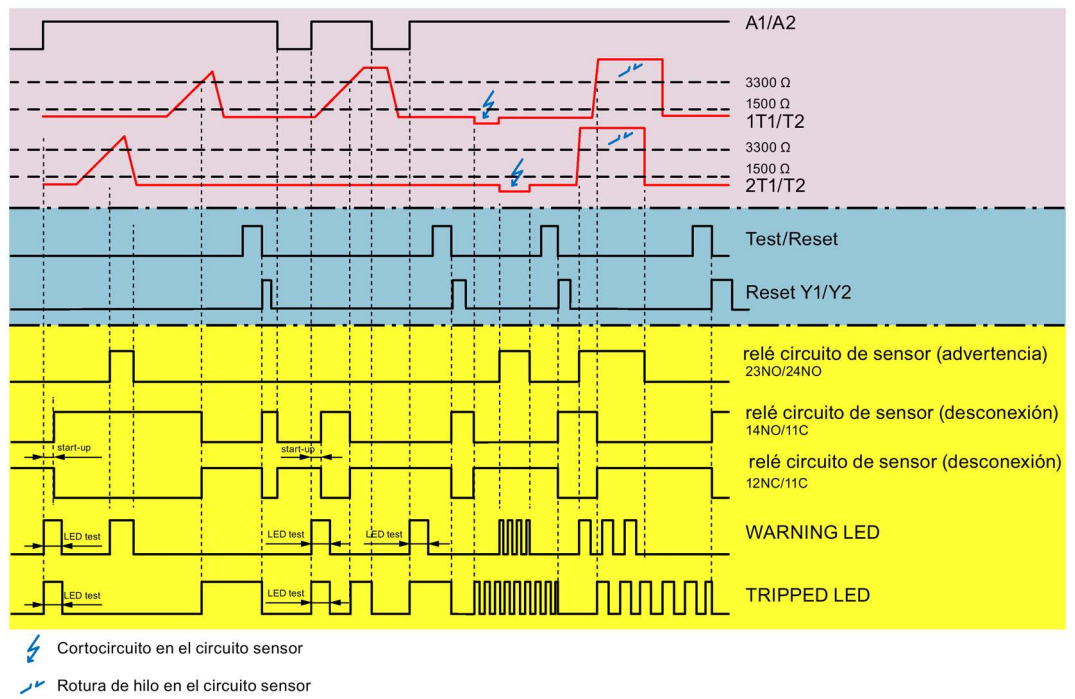 A1/A2
3300 Ω
1500 Ω
1T1/T2
3300 Ω
1500 Ω
2T1/T2
Test/Reset
Reset Y1/Y2
relé circuito de sensor (advertencia)
23NO/24NO
relé circuito de sensor (desconexión)
14NO/11C
start-up
start-up
relé circuito de sensor (desconexión)
12NC/11C
WARNING LED
LED test
LED test
LED test
TRIPPED LED
LED test
LED test
Cortocircuito en el circuito sensor
Rotura de hilo en el circuito sensor